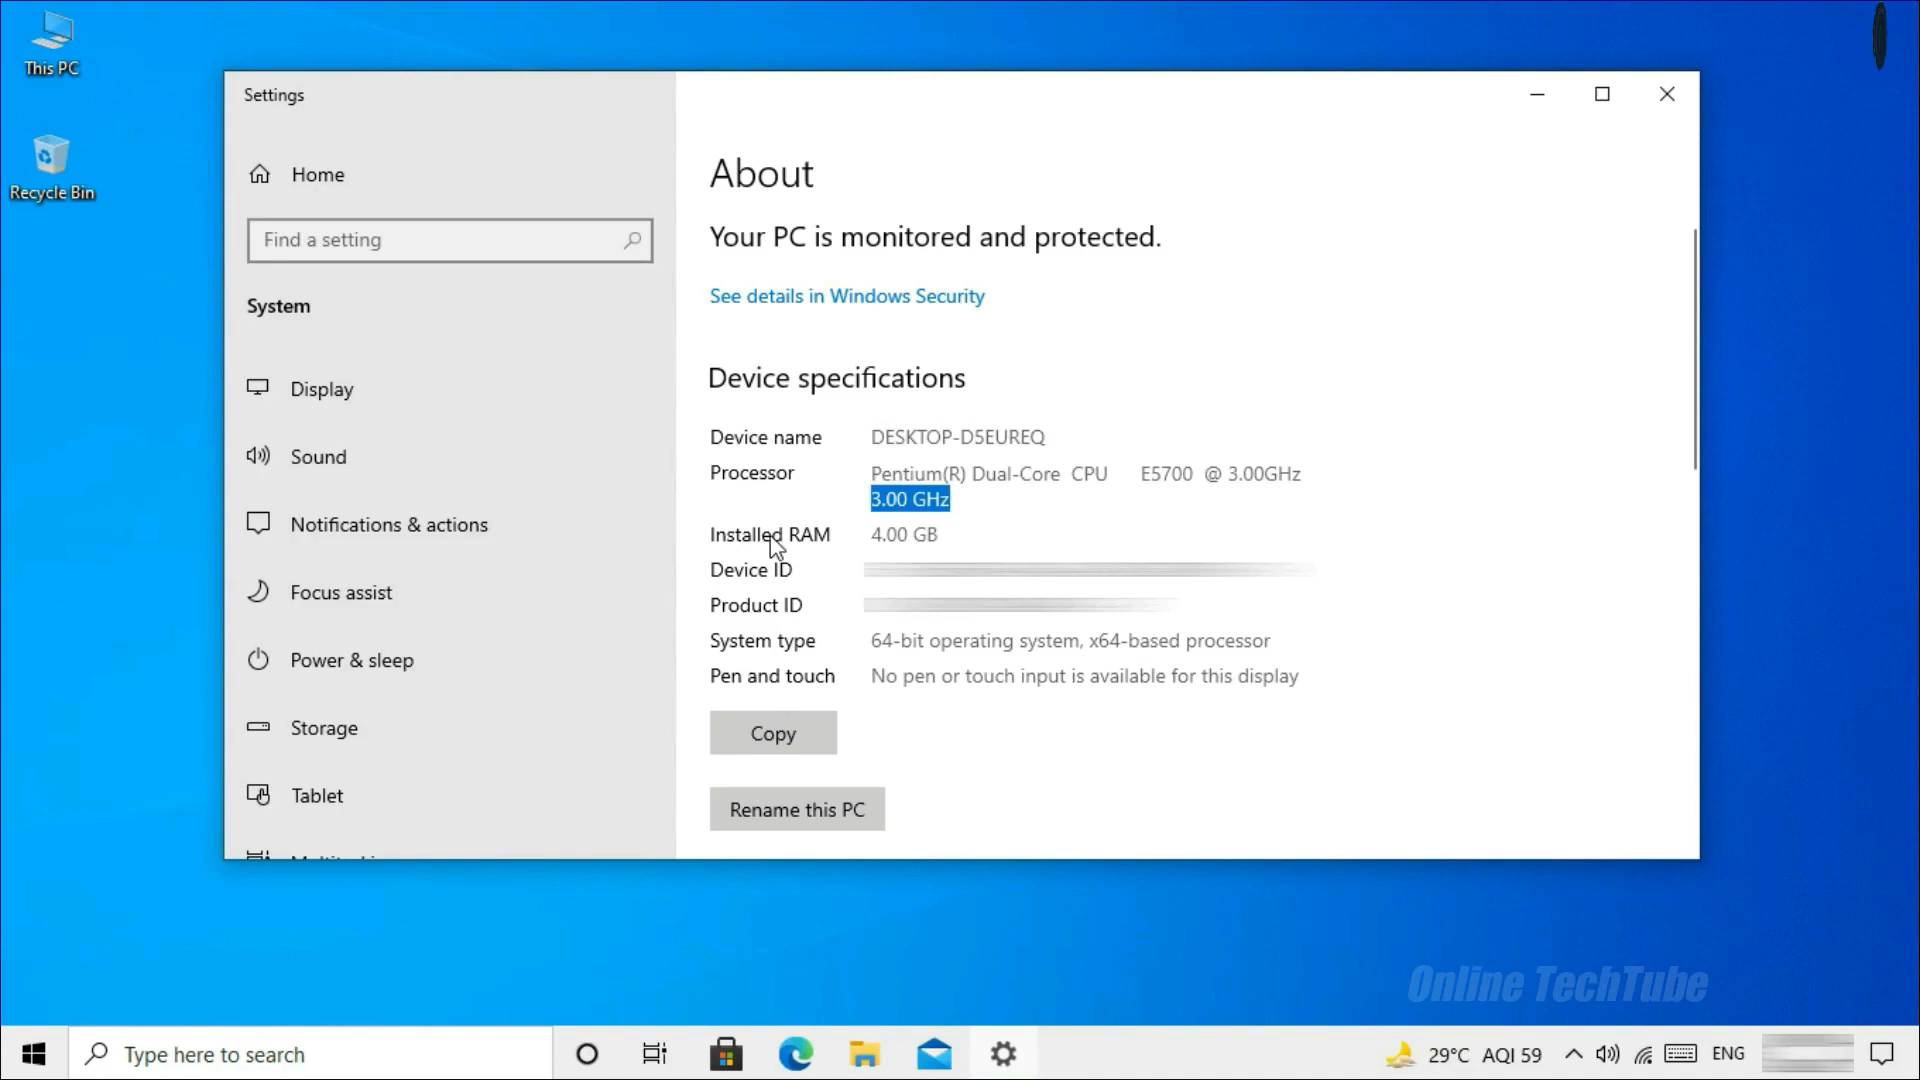 This PC
Recycle Bin
Settings
Home
Find a setting
System
Display
Sound
Notifications & actions
Focus assist
Power & sleep
Storage
Tablet
About
Your PC is monitored and protected.
See details in Windows Security
Device specifications
Device name DESKTOP-D5EUREQ
Processor Pentium(R) Dual-Core CPU E5700 @ 3.00GHz
3.00 GHz
Installed RAM 4.00 GB
Device ID
Product ID
System type 64-bit operating system, x64-based processor
Pen and touch No pen or touch input is available for this display
Copy
Rename this PC
Online TechTube
Type here to search
29°C AQI 59
ENG